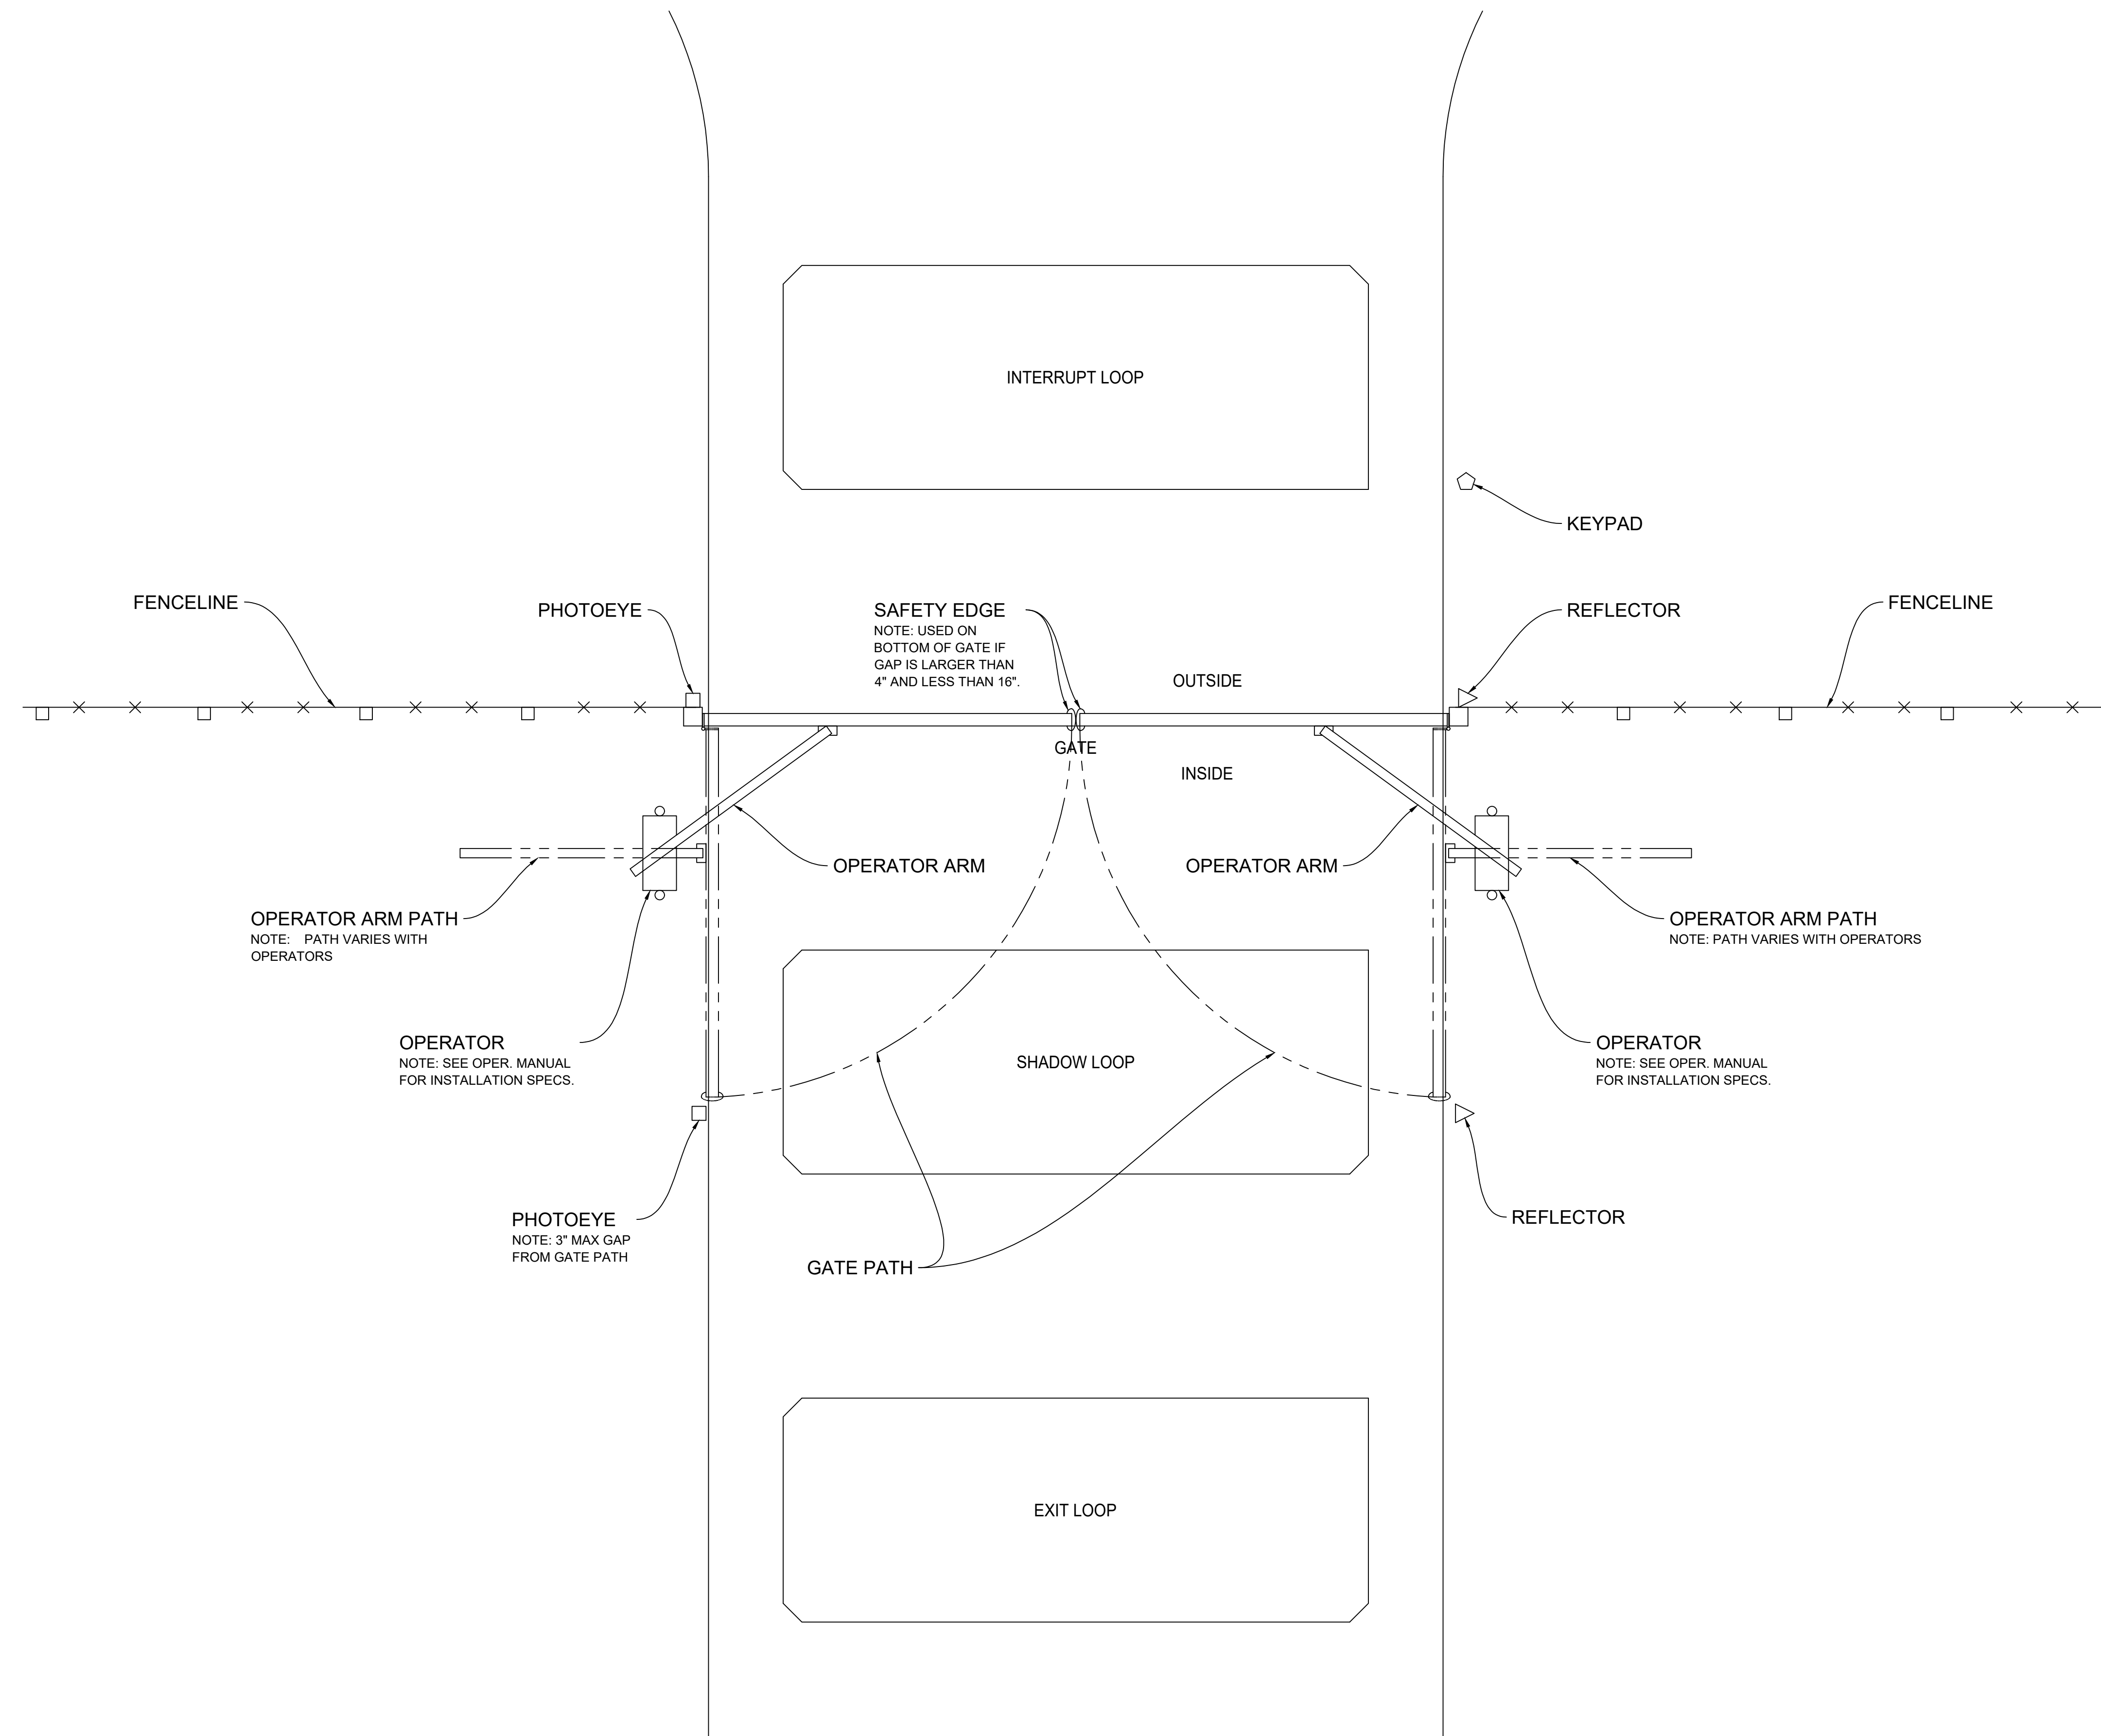 INTERRUPT LOOP
KEYPAD
FENCELINE
PHOTOEYE
SAFETY EDGE
NOTE: USED ON
BOTTOM OF GATE IF
GAP IS LARGER THAN
4" AND LESS THAN 16".
REFLECTOR
FENCELINE
OUTSIDE
GATE
INSIDE
OPERATOR ARM
OPERATOR ARM
OPERATOR ARM PATH
NOTE: PATH VARIES WITH
OPERATORS
OPERATOR ARM PATH
NOTE: PATH VARIES WITH OPERATORS
OPERATOR
NOTE: SEE OPER. MANUAL
FOR INSTALLATION SPECS.
SHADOW LOOP
OPERATOR
NOTE: SEE OPER. MANUAL
FOR INSTALLATION SPECS.
PHOTOEYE
NOTE: 3" MAX GAP
FROM GATE PATH
REFLECTOR
GATE PATH
EXIT LOOP